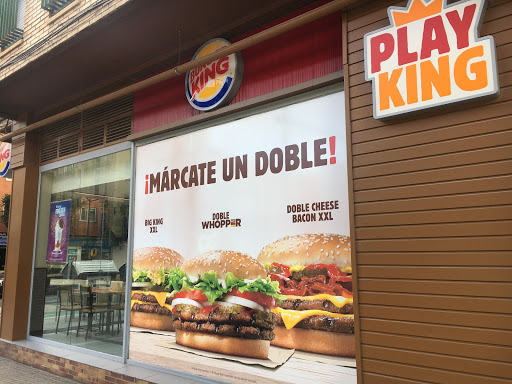 BURGER
KING
PLAY
KING
¡MÁRCATE UN DOBLE!
BIG KING
XXL
DOBLE
WHOPPER
DOBLE CHEESE
BACON XXL